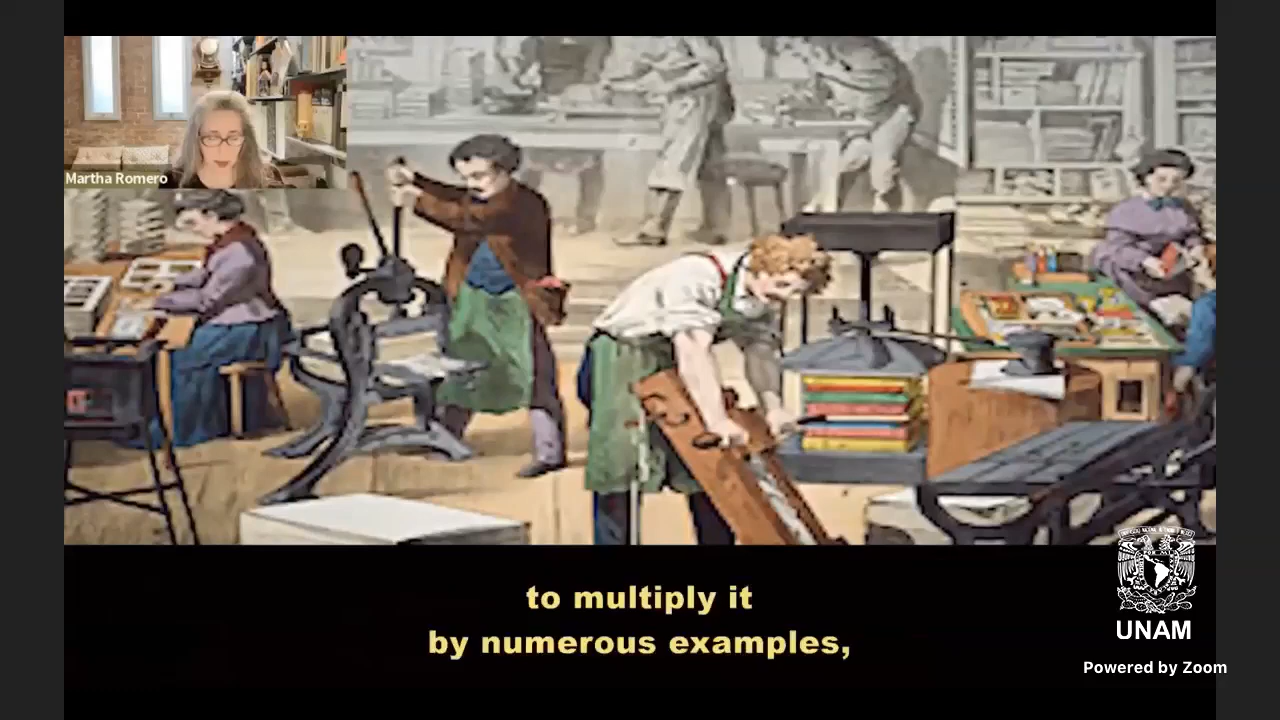 Martha Romero
to multiply it
by numerous examples,
UNAM
Powered by Zoom